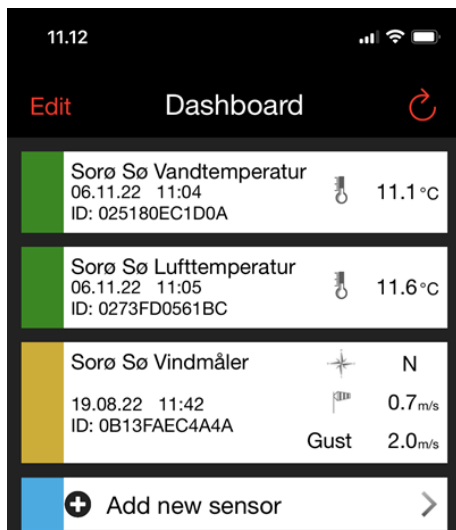 11.12
Edit Dashboard
Sorø Sø Vandtemperatur
06.11.22 11:04 11.1 °C
ID: 025180EC1D0A
Sorø Sø Lufttemperatur
06.11.22 11:05 11.6 °C
ID: 0273FD0561BC
Sorø Sø Vindmåler N
19.08.22 11:42 0.7 m/s
ID: 0B13FAEC4A4A
Gust 2.0 m/s
Add new sensor